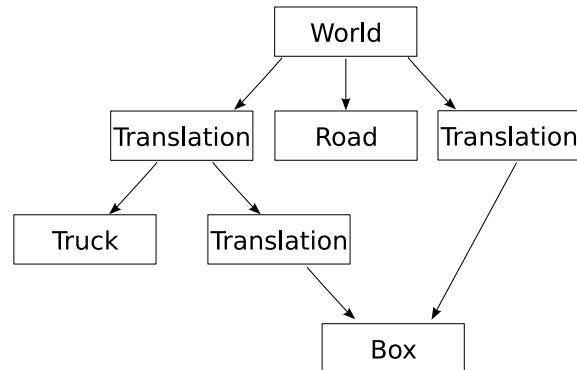 World
Translation
Road
Translation
Truck
Translation
Box